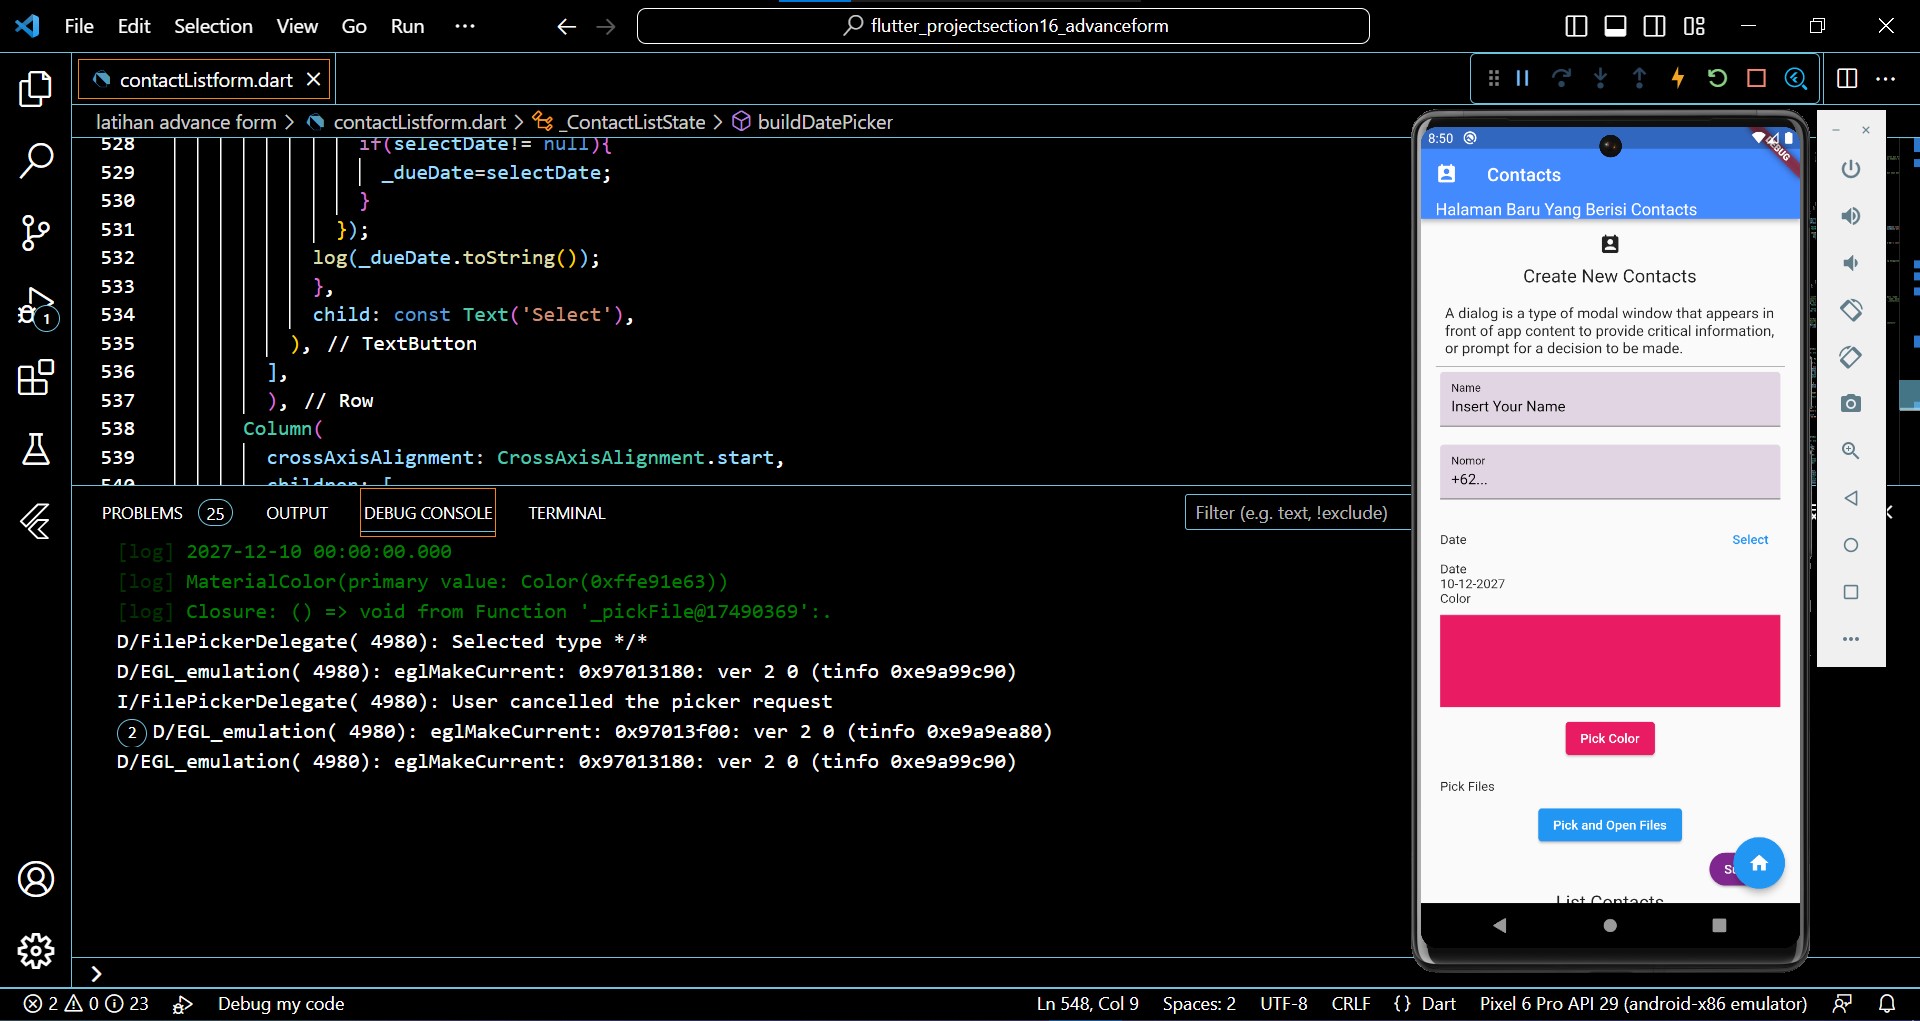 File Edit Selection View Go Run ···
flutter_projectsection16_advanceform
contactListform.dart
latihan advance form > contactListform.dart > _ContactListState > buildDatePicker
528 if(selectDate!= null){
529 _dueDate=selectDate;
530 }
531 });
532 log(_dueDate.toString());
533 },
534 child: const Text('Select'),
535 ), // TextButton
536 ],
537 ), // Row
538 Column(
539 crossAxisAlignment: CrossAxisAlignment.start,
540 children: [
1
PROBLEMS 25 OUTPUT DEBUG CONSOLE TERMINAL
Filter (e.g. text, !exclude)
[log] 2027-12-10 00:00:00.000
[log] MaterialColor(primary value: Color(0xffe91e63))
[log] Closure: () => void from Function '_pickFile@17490369':.
D/FilePickerDelegate( 4980): Selected type */*
D/EGL_emulation( 4980): eglMakeCurrent: 0x97013180: ver 2 0 (tinfo 0xe9a99c90)
I/FilePickerDelegate( 4980): User cancelled the picker request
2 D/EGL_emulation( 4980): eglMakeCurrent: 0x97013f00: ver 2 0 (tinfo 0xe9a9ea80)
D/EGL_emulation( 4980): eglMakeCurrent: 0x97013180: ver 2 0 (tinfo 0xe9a99c90)
8:50
DEBUG
Contacts
Halaman Baru Yang Berisi Contacts
Create New Contacts
A dialog is a type of modal window that appears in
front of app content to provide critical information,
or prompt for a decision to be made.
Name
Insert Your Name
Nomor
+62...
Date Select
Date
10-12-2027
Color
Pick Color
Pick Files
Pick and Open Files
List Contacts
2 0 23 Debug my code
Ln 548, Col 9 Spaces: 2 UTF-8 CRLF {} Dart Pixel 6 Pro API 29 (android-x86 emulator)